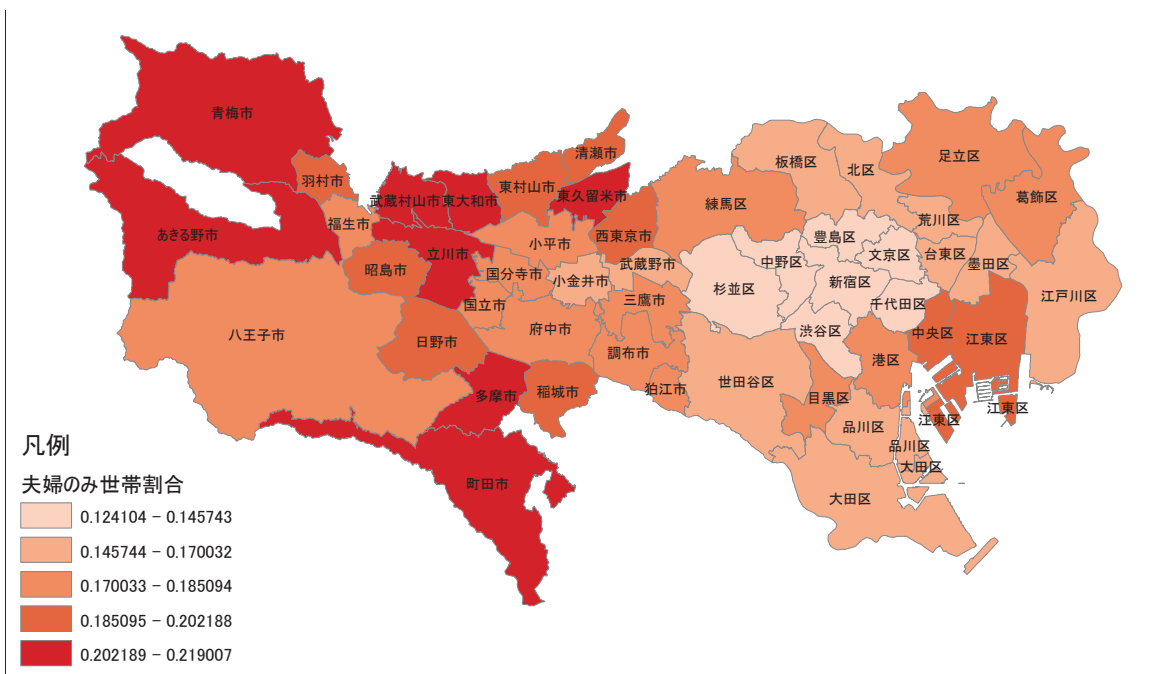 青梅市
清瀬市
板橋区
北区
足立区
羽村市
東村山市
武蔵村山市
東大和市
東久留米市
練馬区
葛飾区
福生市
荒川区
あきる野市
小平市
西東京市
豊島区
立川市
文京区
台東区
昭島市
国分寺市
小金井市
武蔵野市
中野区
墨田区
杉並区
新宿区
江戸川区
国立市
三鷹市
千代田区
八王子市
府中市
渋谷区
中央区
江東区
日野市
調布市
港区
多摩市
稲城市
狛江市
世田谷区
目黒区
江東区
品川区
江東区
品川区
大田区
町田市
大田区
凡例
夫婦のみ世帯割合
0.124104 – 0.145743
0.145744 – 0.170032
0.170033 – 0.185094
0.185095 – 0.202188
0.202189 – 0.219007